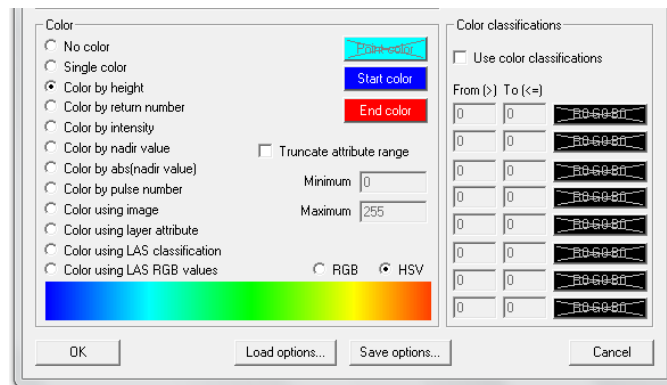 Color
No color
Single color
Color by height
Color by return number
Color by intensity
Color by nadir value
Color by abs(nadir value)
Color by pulse number
Color using image
Color using layer attribute
Color using LAS classification
Color using LAS RGB values
Point color
Start color
End color
Truncate attribute range
Minimum 0
Maximum 255
RGB HSV
Color classifications
Use color classifications
From (>) To (<=)
0 0 R0 G0 B0
0 0 R0 G0 B0
0 0 R0 G0 B0
0 0 R0 G0 B0
0 0 R0 G0 B0
0 0 R0 G0 B0
0 0 R0 G0 B0
0 0 R0 G0 B0
OK Load options... Save options... Cancel